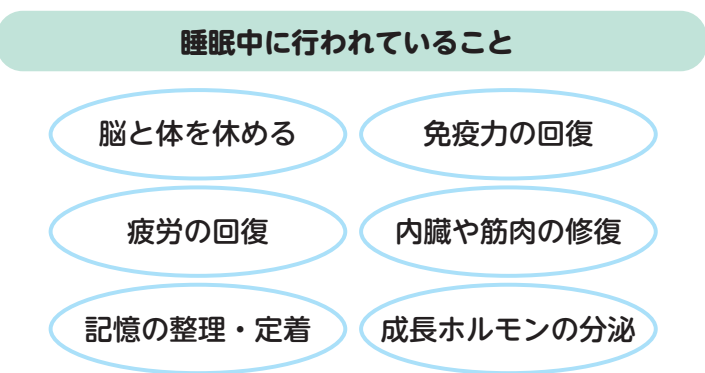 睡眠中に行われていること
脳と体を休める
免疫力の回復
疲労の回復
内臓や筋肉の修復
記憶の整理・定着
成長ホルモンの分泌